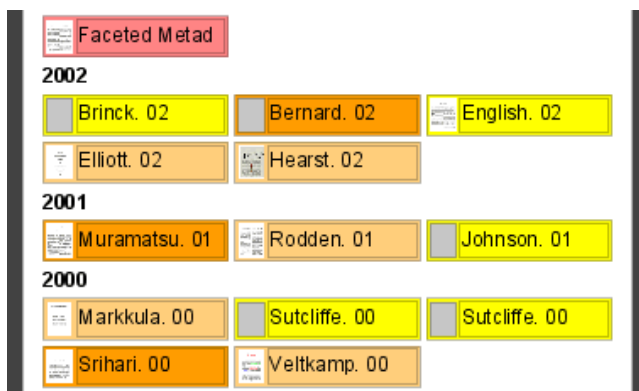 Faceted Metad
2002
Brinck. 02 Bernard. 02 English. 02
Elliott. 02 Hearst. 02
2001
Muramatsu. 01 Rodden. 01 Johnson. 01
2000
Markkula. 00 Sutcliffe. 00 Sutcliffe. 00
Srihari. 00 Veltkamp. 00